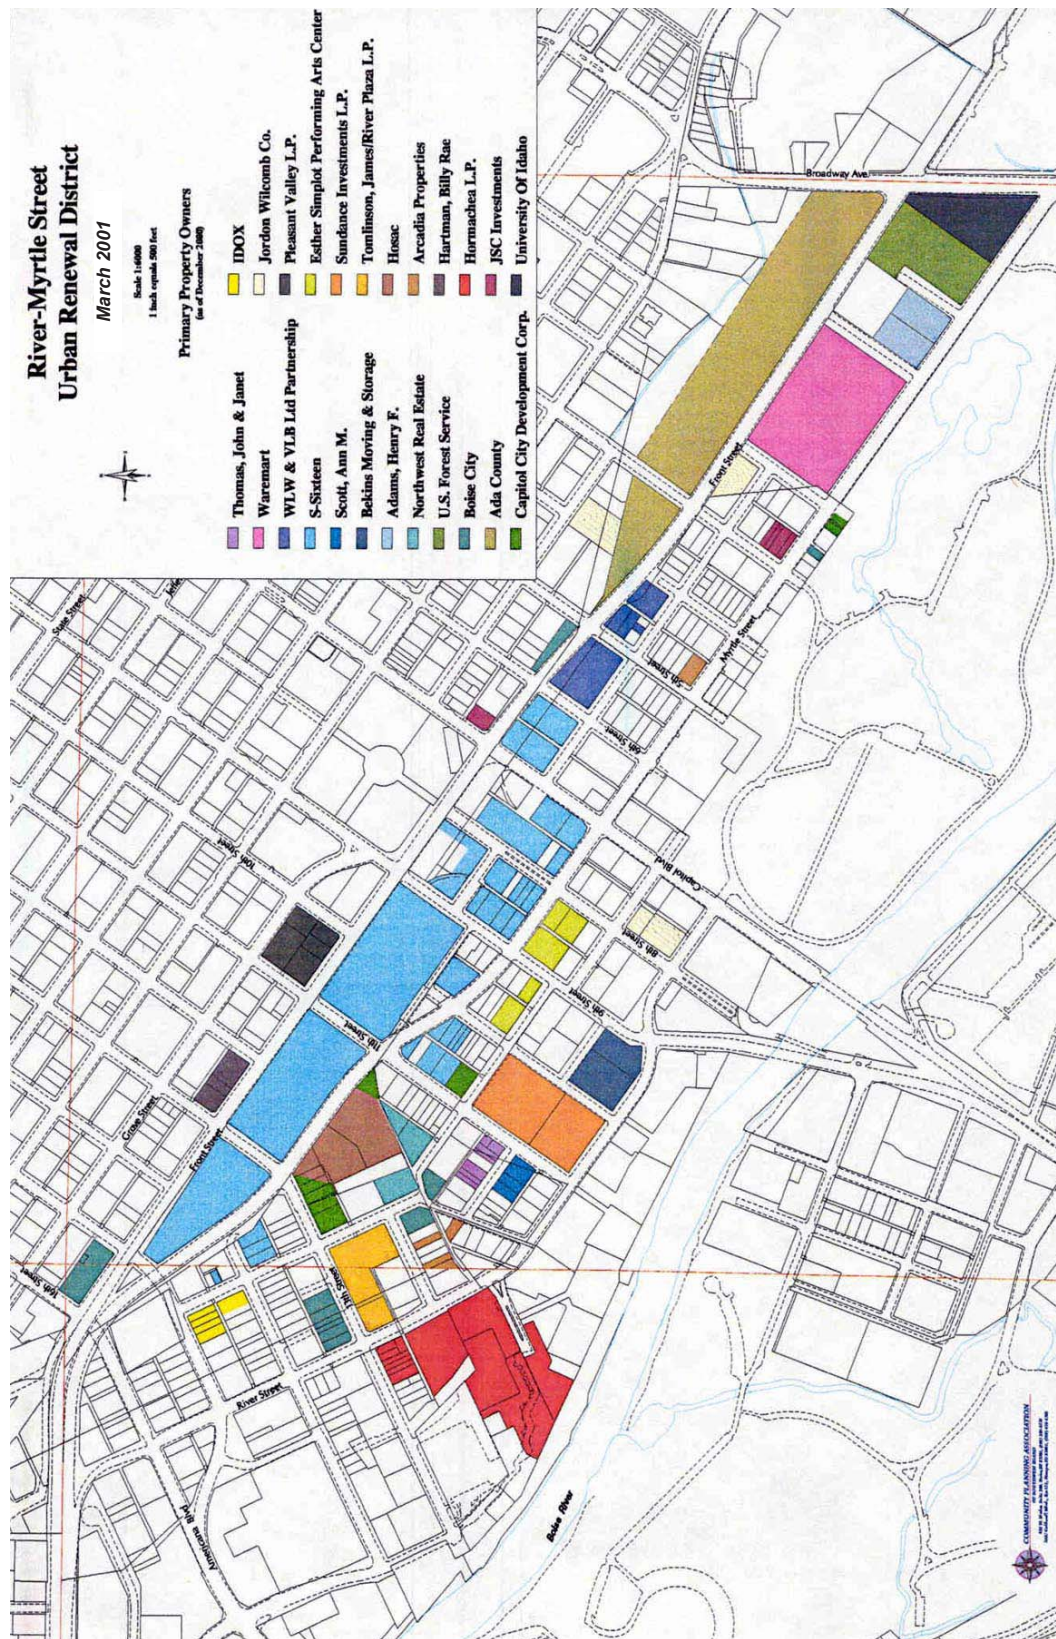 River-Myrtle Street
Urban Renewal District
March 2001
Scale 1:6000
1 inch equals 500 feet
Primary Property Owners
(as of December 2000)
Thomas, John & Janet
Waremart
WLW & VLB Ltd Partnership
S-Sixteen
Scott, Ann M.
Bekins Moving & Storage
Adams, Henry F.
Northwest Real Estate
U.S. Forest Service
Boise City
Ada County
Capitol City Development Corp.
IDOX
Jordon Wilcomb Co.
Pleasant Valley L.P.
Esther Simplot Performing Arts Center
Sundance Investments L.P.
Tomlinson, James/River Plaza L.P.
Hosac
Arcadia Properties
Hartman, Billy Rae
Hormachea L.P.
JSC Investments
University Of Idaho
State Street
10th Street
Grove Street
Front Street
16th Street
11th Street
13th Street
River Street
Americana Blvd
9th Street
8th Street
Capitol Blvd
6th Street
5th Street
Myrtle Street
Front Street
Broadway Ave.
Boise River
COMMUNITY PLANNING ASSOCIATION